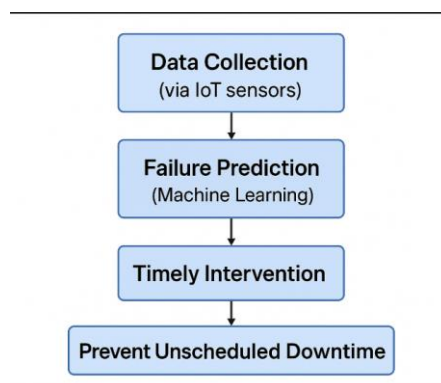 Data Collection
(via IoT sensors)
Failure Prediction
(Machine Learning)
Timely Intervention
Prevent Unscheduled Downtime